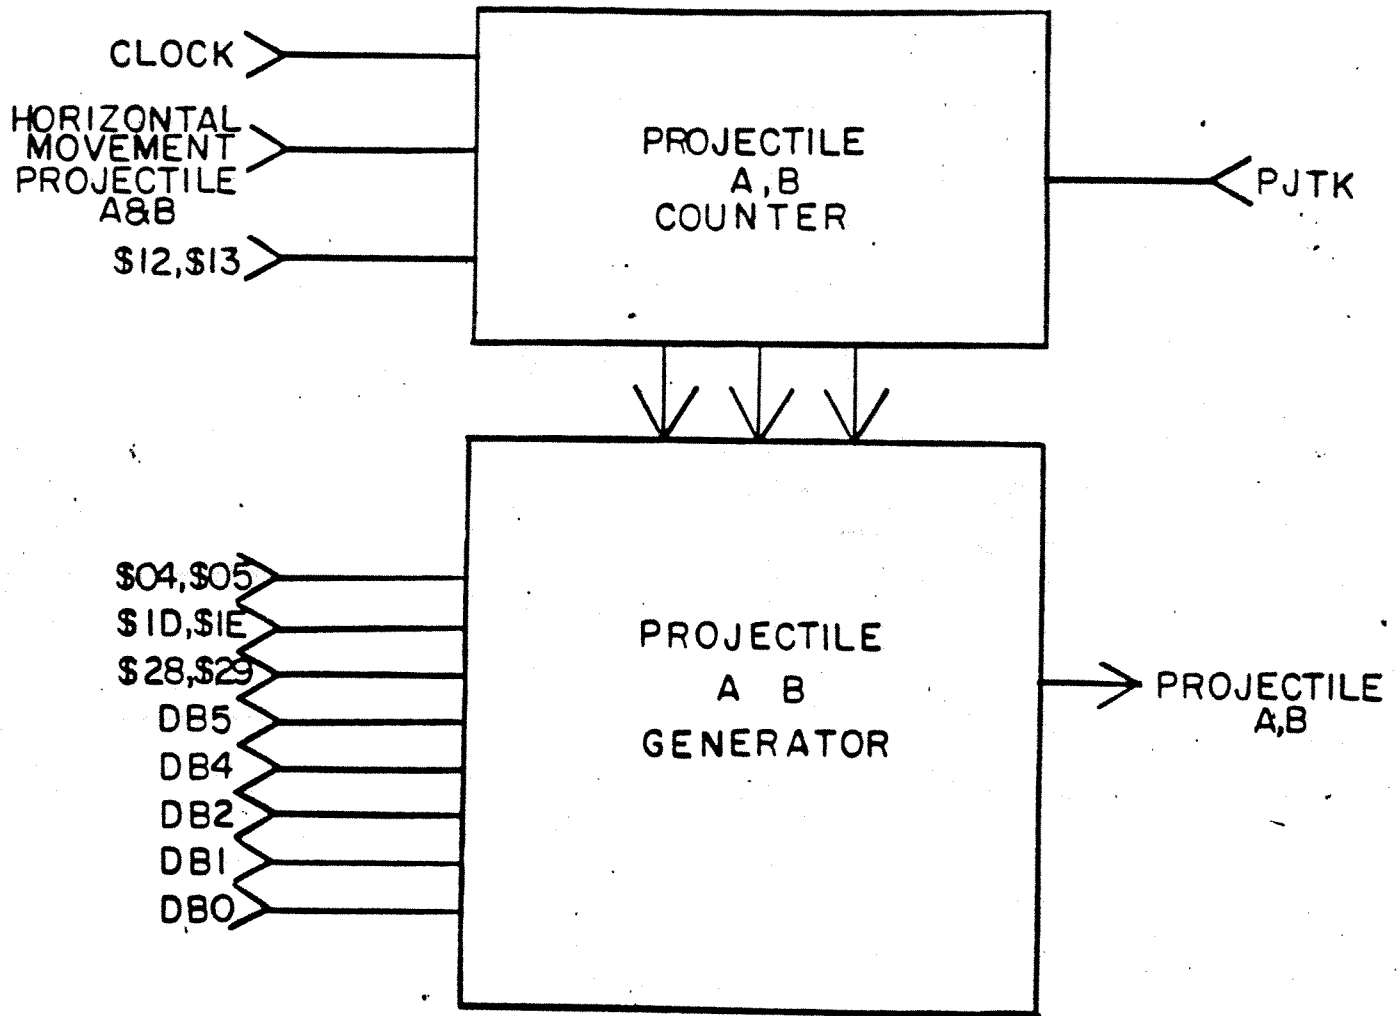 CLOCK
HORIZONTAL
MOVEMENT
PROJECTILE
A&B
$12,$13
PROJECTILE
A,B
COUNTER
PJTK
$04,$05
$1D,$1E
$28,$29
DB5
DB4
DB2
DB1
DB0
PROJECTILE
A B
GENERATOR
PROJECTILE
A,B